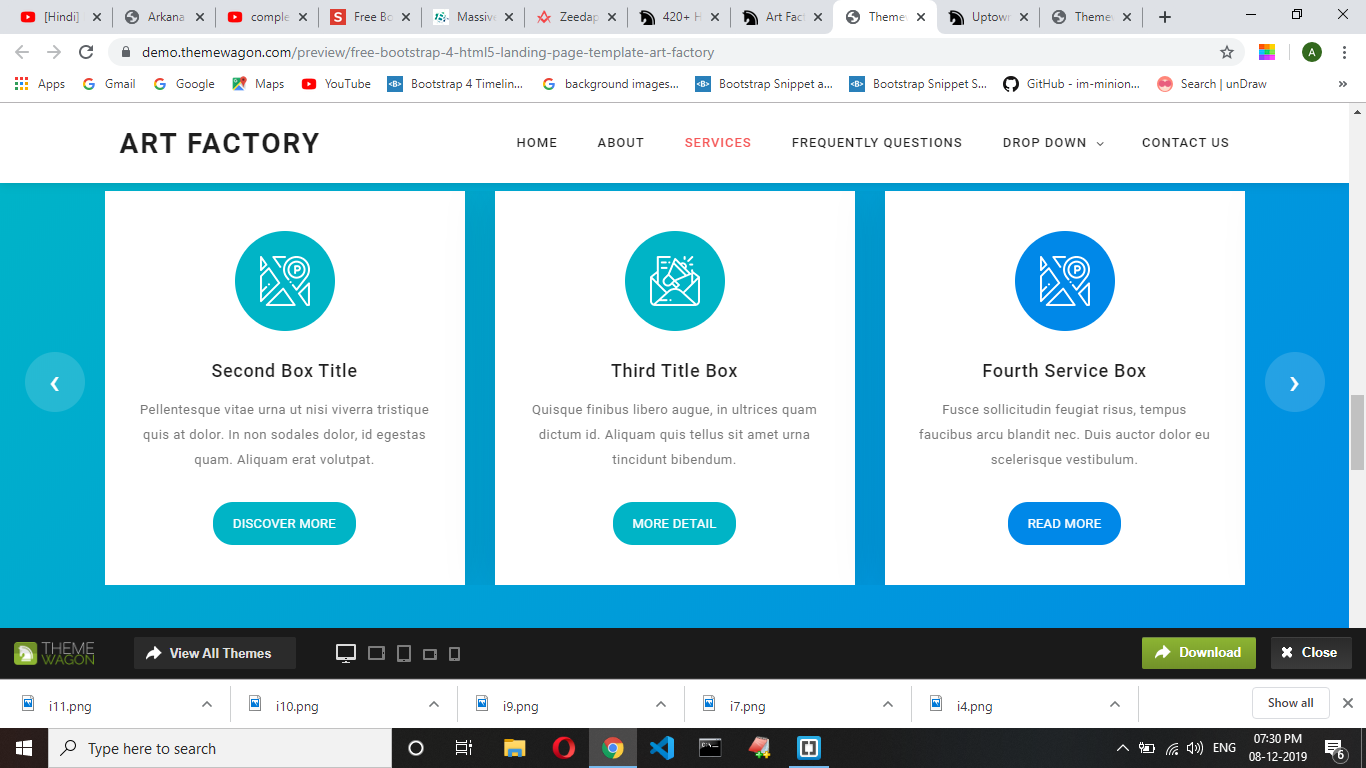 [Hindi]
Arkana
comple
Free Bo
Massive
Zeedap
420+ H
Art Fact
Themew
Uptown
Themew
demo.themewagon.com/preview/free-bootstrap-4-html5-landing-page-template-art-factory
A
Apps
Gmail
Google
Maps
YouTube
Bootstrap 4 Timelin...
background images...
Bootstrap Snippet a...
Bootstrap Snippet S...
GitHub - im-minion...
Search | unDraw
ART FACTORY
HOME
ABOUT
SERVICES
FREQUENTLY QUESTIONS
DROP DOWN
CONTACT US
Second Box Title
Pellentesque vitae urna ut nisi viverra tristique
quis at dolor. In non sodales dolor, id egestas
quam. Aliquam erat volutpat.
DISCOVER MORE
Third Title Box
Quisque finibus libero augue, in ultrices quam
dictum id. Aliquam quis tellus sit amet urna
tincidunt bibendum.
MORE DETAIL
Fourth Service Box
Fusce sollicitudin feugiat risus, tempus
faucibus arcu blandit nec. Duis auctor dolor eu
scelerisque vestibulum.
READ MORE
THEME
WAGON
View All Themes
Download
Close
i11.png
i10.png
i9.png
i7.png
i4.png
Show all
Type here to search
ENG
07:30 PM
08-12-2019
6